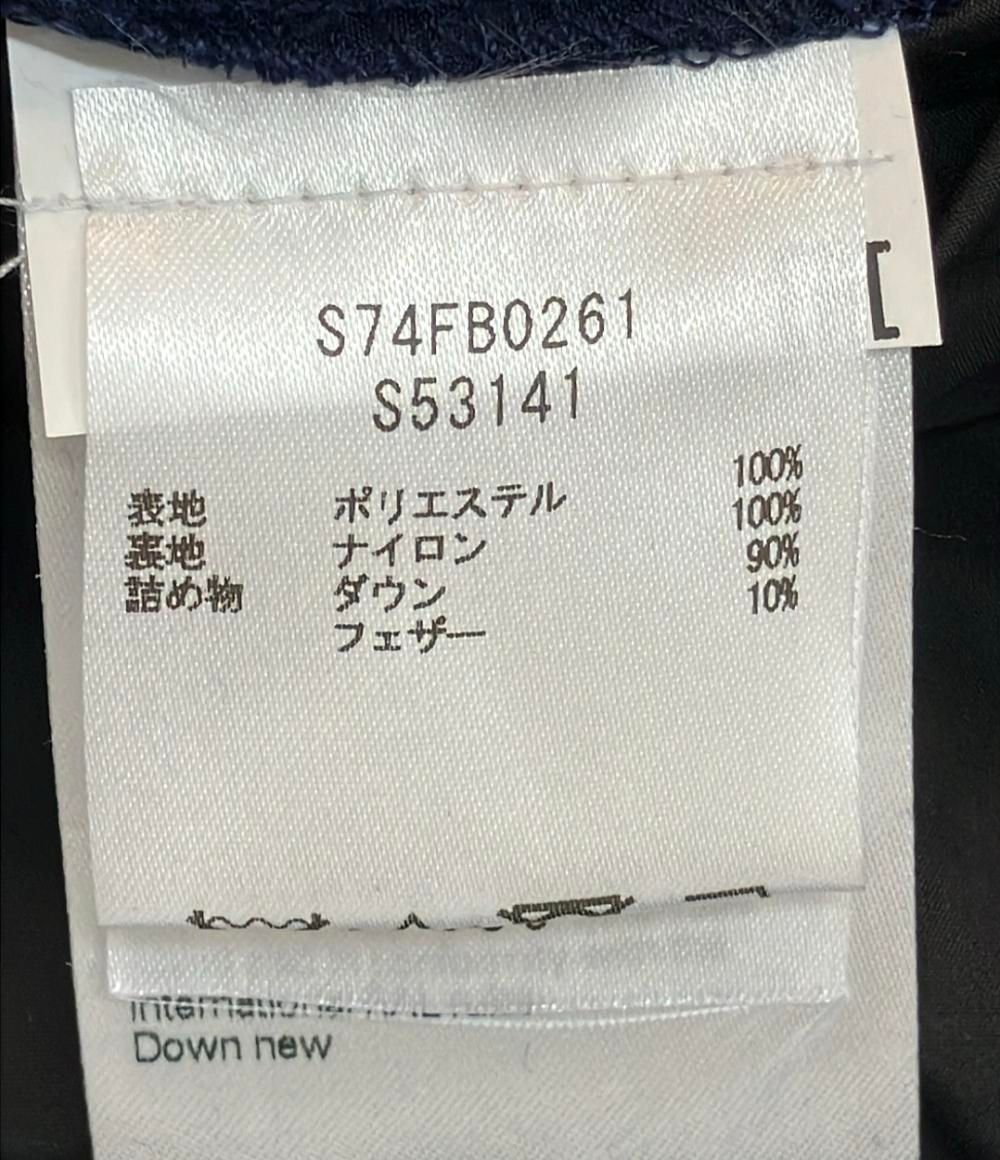 S74FB0261
S53141
表地 ポリエステル 100%
裏地 ナイロン 100%
詰め物 ダウン 90%
フェザー 10%
International
Down new